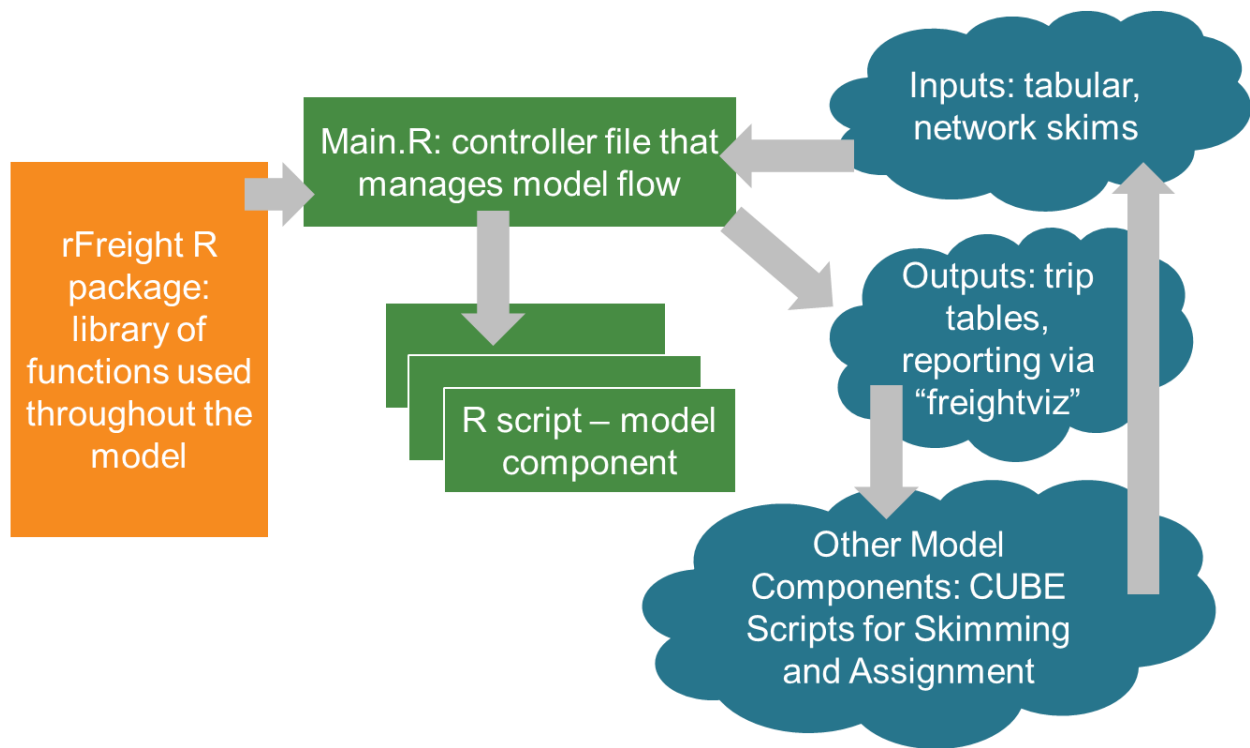 rFreight R
package:
library of
functions used
throughout the
model
Main.R: controller file that
manages model flow
R script – model
component
Inputs: tabular,
network skims
Outputs: trip
tables,
reporting via
“freightviz”
Other Model
Components: CUBE
Scripts for Skimming
and Assignment